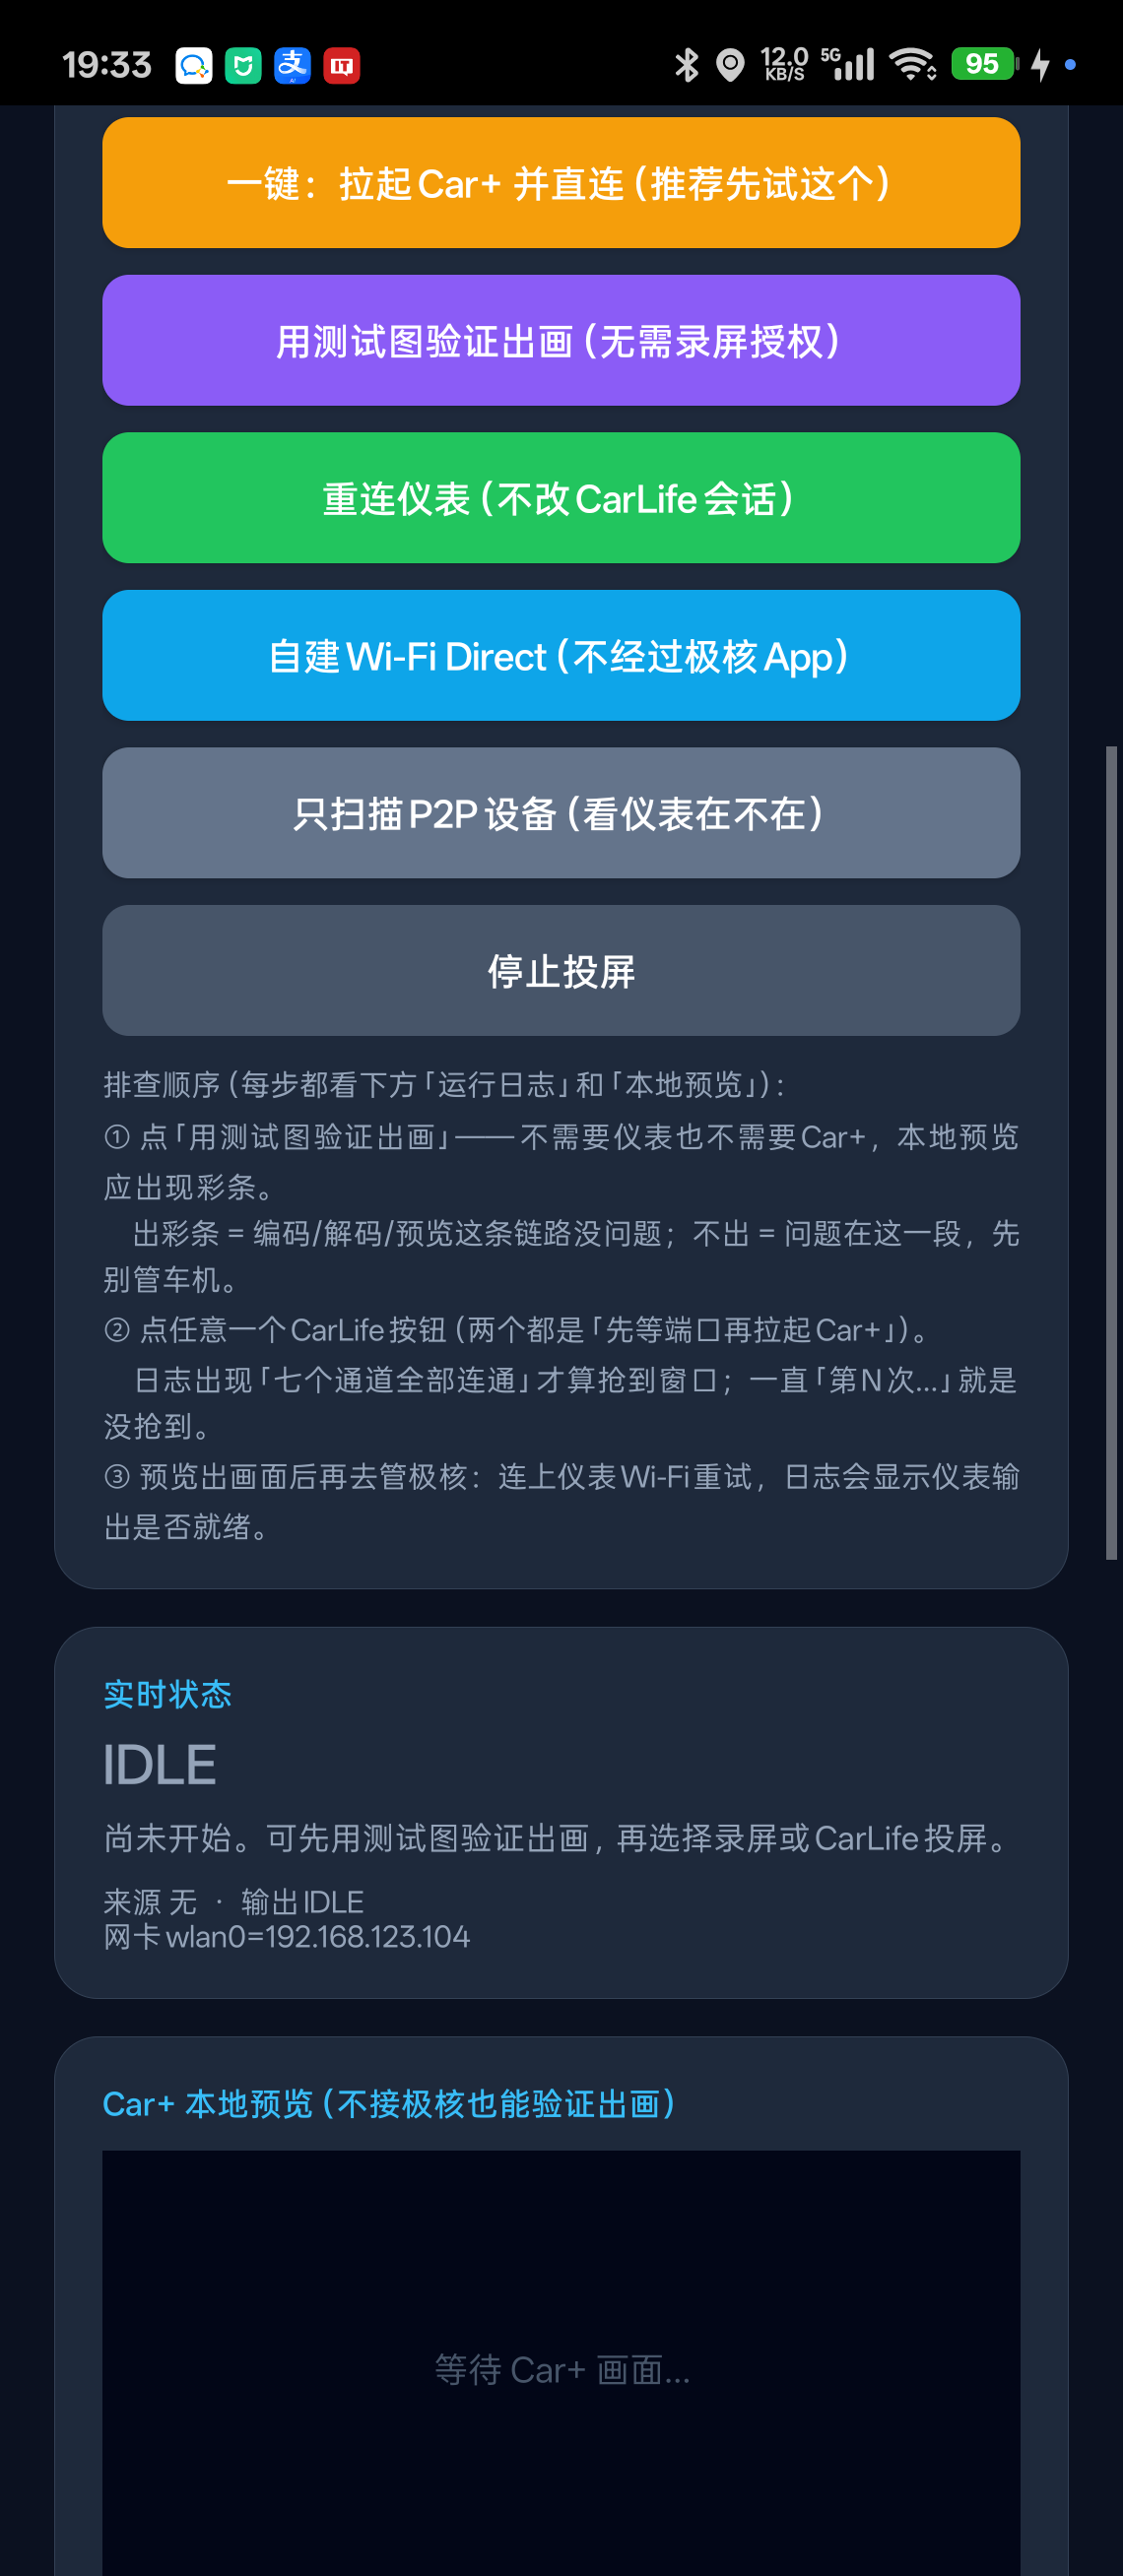 19:33
支
AI
IT
12.0
KB/S
5G
95
一键：拉起 Car+ 并直连（推荐先试这个）
用测试图验证出画（无需录屏授权）
重连仪表（不改 CarLife 会话）
自建 Wi-Fi Direct（不经过极核 App）
只扫描 P2P 设备（看仪表在不在）
停止投屏
排查顺序（每步都看下方「运行日志」和「本地预览」）：
① 点「用测试图验证出画」—— 不需要仪表也不需要 Car+，本地预览
应出现彩条。
出彩条 = 编码/解码/预览这条链路没问题；不出 = 问题在这一段，先
别管车机。
② 点任意一个 CarLife 按钮（两个都是「先等端口再拉起 Car+」）。
日志出现「七个通道全部连通」才算抢到窗口；一直「第 N 次…」就是
没抢到。
③ 预览出画面后再去管极核：连上仪表 Wi-Fi 重试，日志会显示仪表输
出是否就绪。
实时状态
IDLE
尚未开始。可先用测试图验证出画，再选择录屏或 CarLife 投屏。
来源 无 · 输出 IDLE
网卡 wlan0=192.168.123.104
Car+ 本地预览（不接极核也能验证出画）
等待 Car+ 画面…